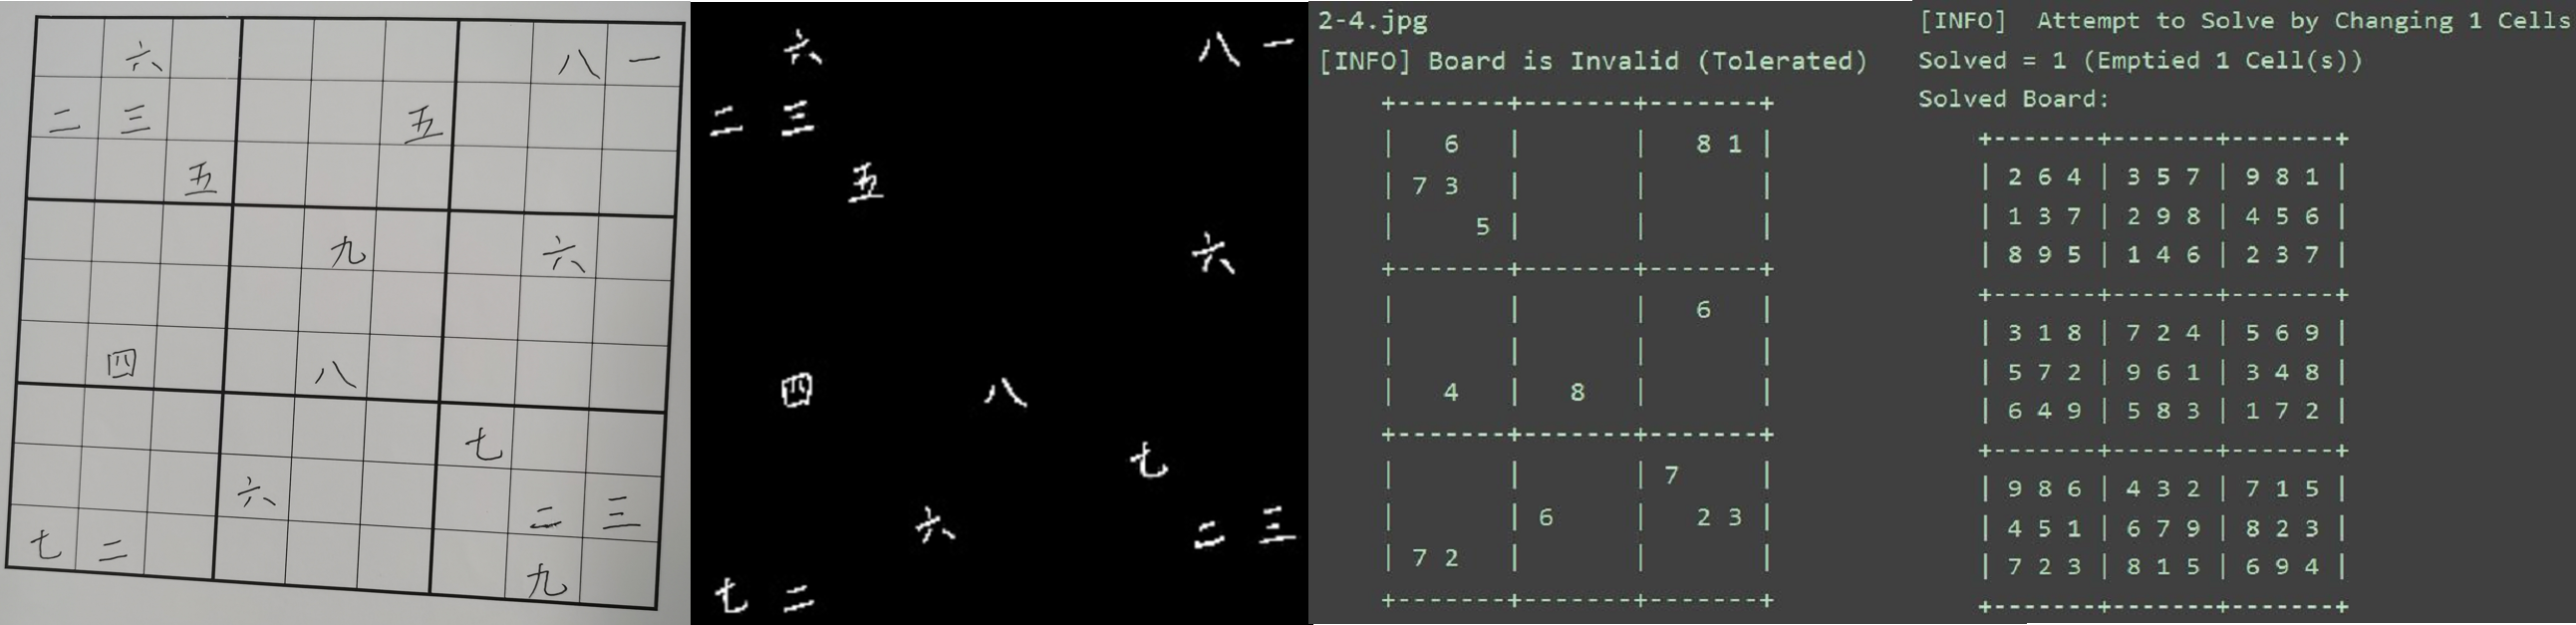 六 八 一
二 三 五
五
九 六
四 八
七
六 二 三
七 二 九
六 八 一
二 三
五
六
四 八
七
六 二 三
七 二
2-4.jpg
[INFO] Board is Invalid (Tolerated)
+-------+-------+-------+
|   6   |       |   8 1 |
| 7 3   |       |       |
|     5 |       |       |
+-------+-------+-------+
|       |       |   6   |
|       |       |       |
|   4   |   8   |       |
+-------+-------+-------+
|       |       | 7     |
|       | 6     |   2 3 |
| 7 2   |       |       |
+-------+-------+-------+
[INFO]  Attempt to Solve by Changing 1 Cells
Solved = 1 (Emptied 1 Cell(s))
Solved Board:
+-------+-------+-------+
| 2 6 4 | 3 5 7 | 9 8 1 |
| 1 3 7 | 2 9 8 | 4 5 6 |
| 8 9 5 | 1 4 6 | 2 3 7 |
+-------+-------+-------+
| 3 1 8 | 7 2 4 | 5 6 9 |
| 5 7 2 | 9 6 1 | 3 4 8 |
| 6 4 9 | 5 8 3 | 1 7 2 |
+-------+-------+-------+
| 9 8 6 | 4 3 2 | 7 1 5 |
| 4 5 1 | 6 7 9 | 8 2 3 |
| 7 2 3 | 8 1 5 | 6 9 4 |
+-------+-------+-------+